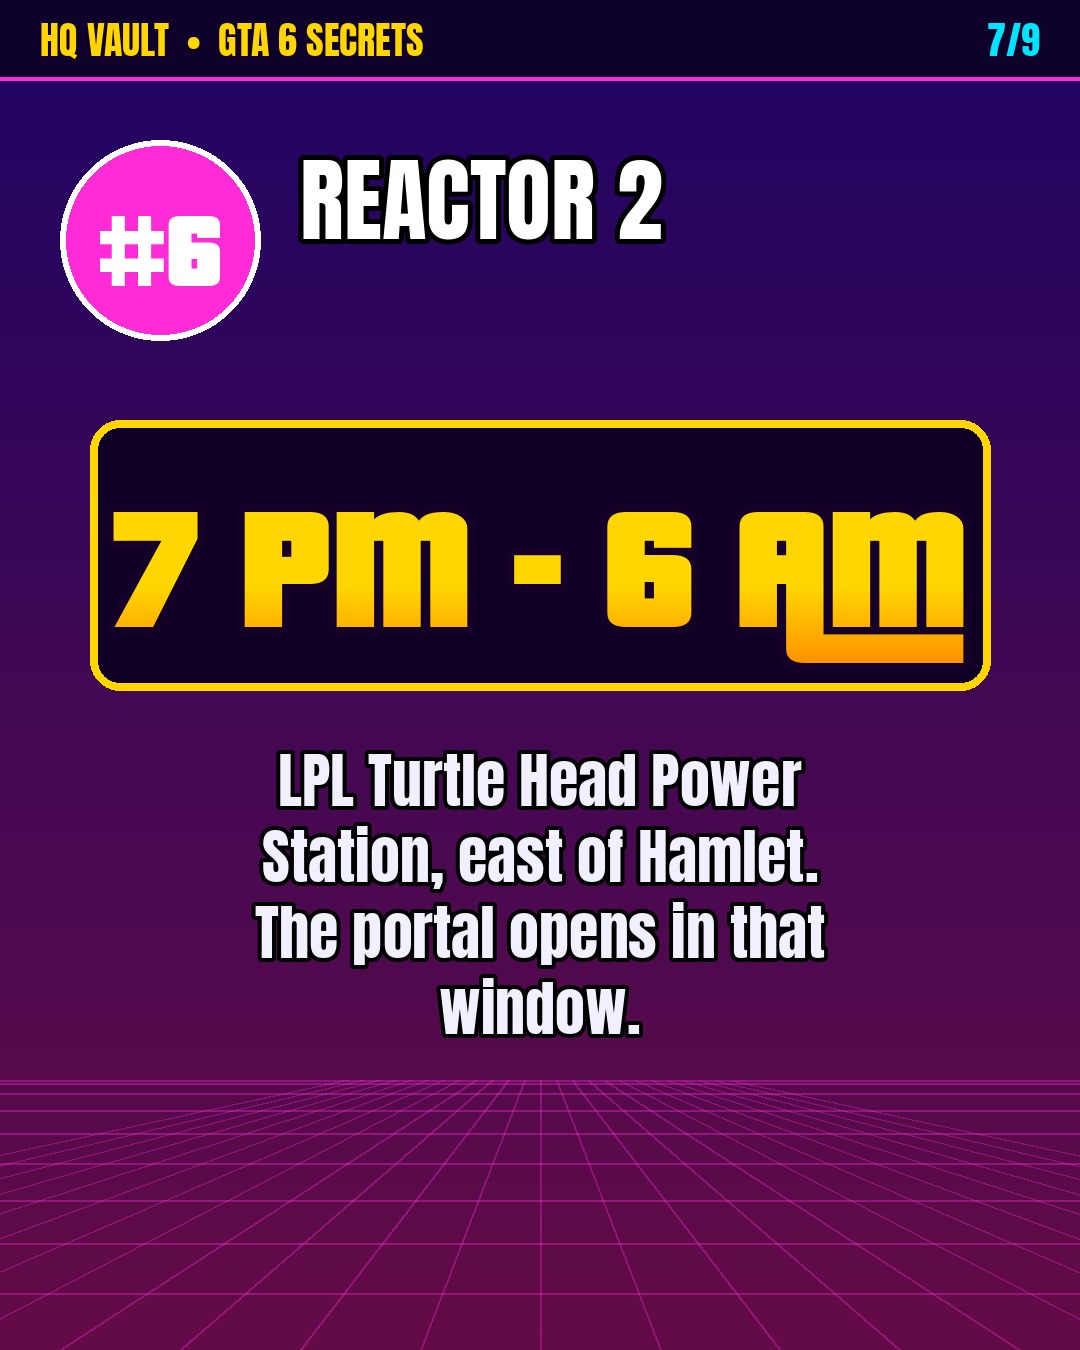 HQ VAULT • GTA 6 SECRETS
7/9
#6
REACTOR 2
7 PM - 6 AM
LPL Turtle Head Power
Station, east of Hamlet.
The portal opens in that
window.